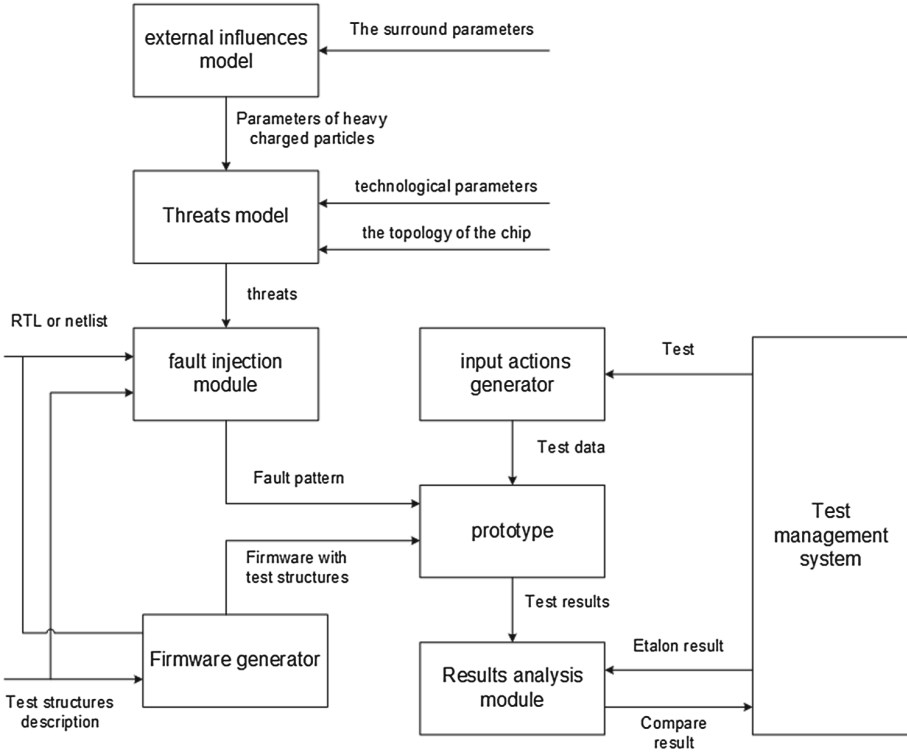 external influences
model
The surround parameters
Parameters of heavy
charged particles
technological parameters
Threats model
the topology of the chip
threats
RTL or netlist
fault injection
module
input actions
generator
Test
Test data
Fault pattern
prototype
Test
management
system
Firmware with
test structures
Test results
Firmware generator
Etalon result
Results analysis
module
Test structures
description
Compare
result